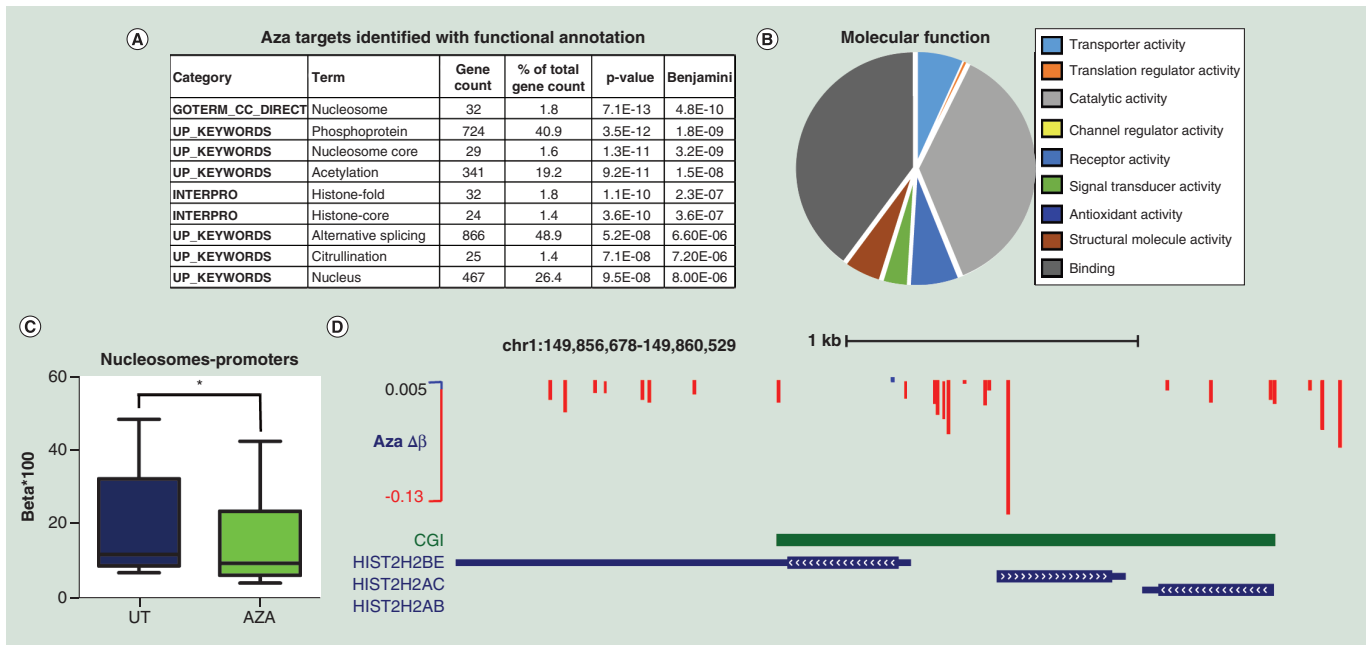 A
Aza targets identified with functional annotation
Category Term Gene count % of total gene count p-value Benjamini
GOTERM_CC_DIRECT Nucleosome 32 1.8 7.1E-13 4.8E-10
UP_KEYWORDS Phosphoprotein 724 40.9 3.5E-12 1.8E-09
UP_KEYWORDS Nucleosome core 29 1.6 1.3E-11 3.2E-09
UP_KEYWORDS Acetylation 341 19.2 9.2E-11 1.5E-08
INTERPRO Histone-fold 32 1.8 1.1E-10 2.3E-07
INTERPRO Histone-core 24 1.4 3.6E-10 3.6E-07
UP_KEYWORDS Alternative splicing 866 48.9 5.2E-08 6.60E-06
UP_KEYWORDS Citrullination 25 1.4 7.1E-08 7.20E-06
UP_KEYWORDS Nucleus 467 26.4 9.5E-08 8.00E-06
B
Molecular function
Transporter activity
Translation regulator activity
Catalytic activity
Channel regulator activity
Receptor activity
Signal transducer activity
Antioxidant activity
Structural molecule activity
Binding
C
Nucleosomes-promoters
Beta*100
60
40
20
0
*
UT AZA
D
chr1:149,856,678-149,860,529
1 kb
0.005
Aza Δβ
-0.13
CGI
HIST2H2BE
HIST2H2AC
HIST2H2AB